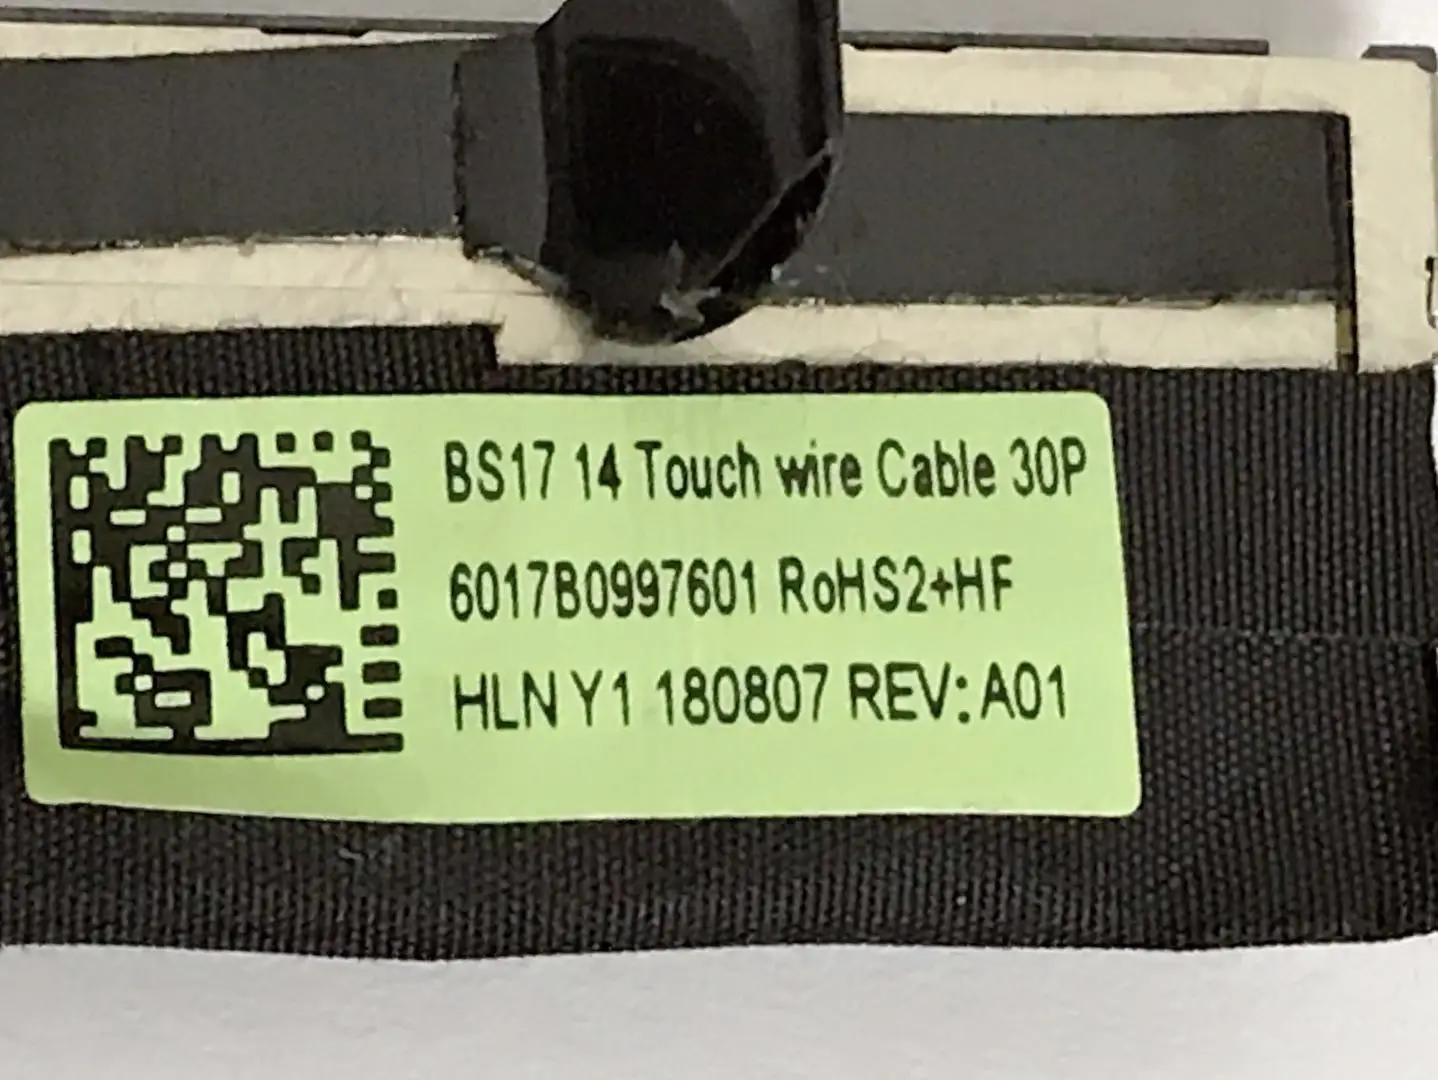 BS17 14 Touch wire Cable 30P
6017B0997601 RoHS2+HF
HLN Y1 180807 REV: A01